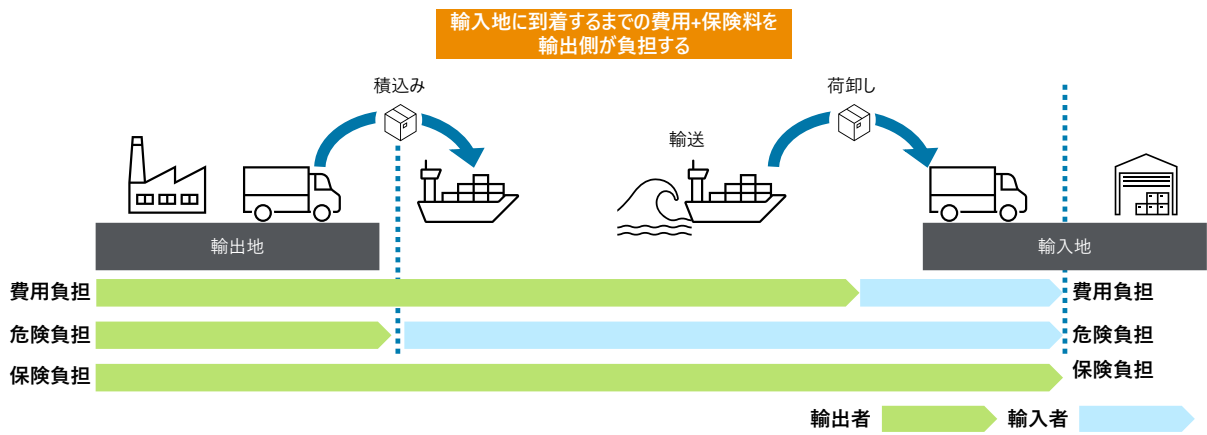 輸入地に到着するまでの費用+保険料を
輸出側が負担する
積込み
荷卸し
輸送
輸出地
輸入地
費用負担
費用負担
危険負担
危険負担
保険負担
保険負担
輸出者
輸入者